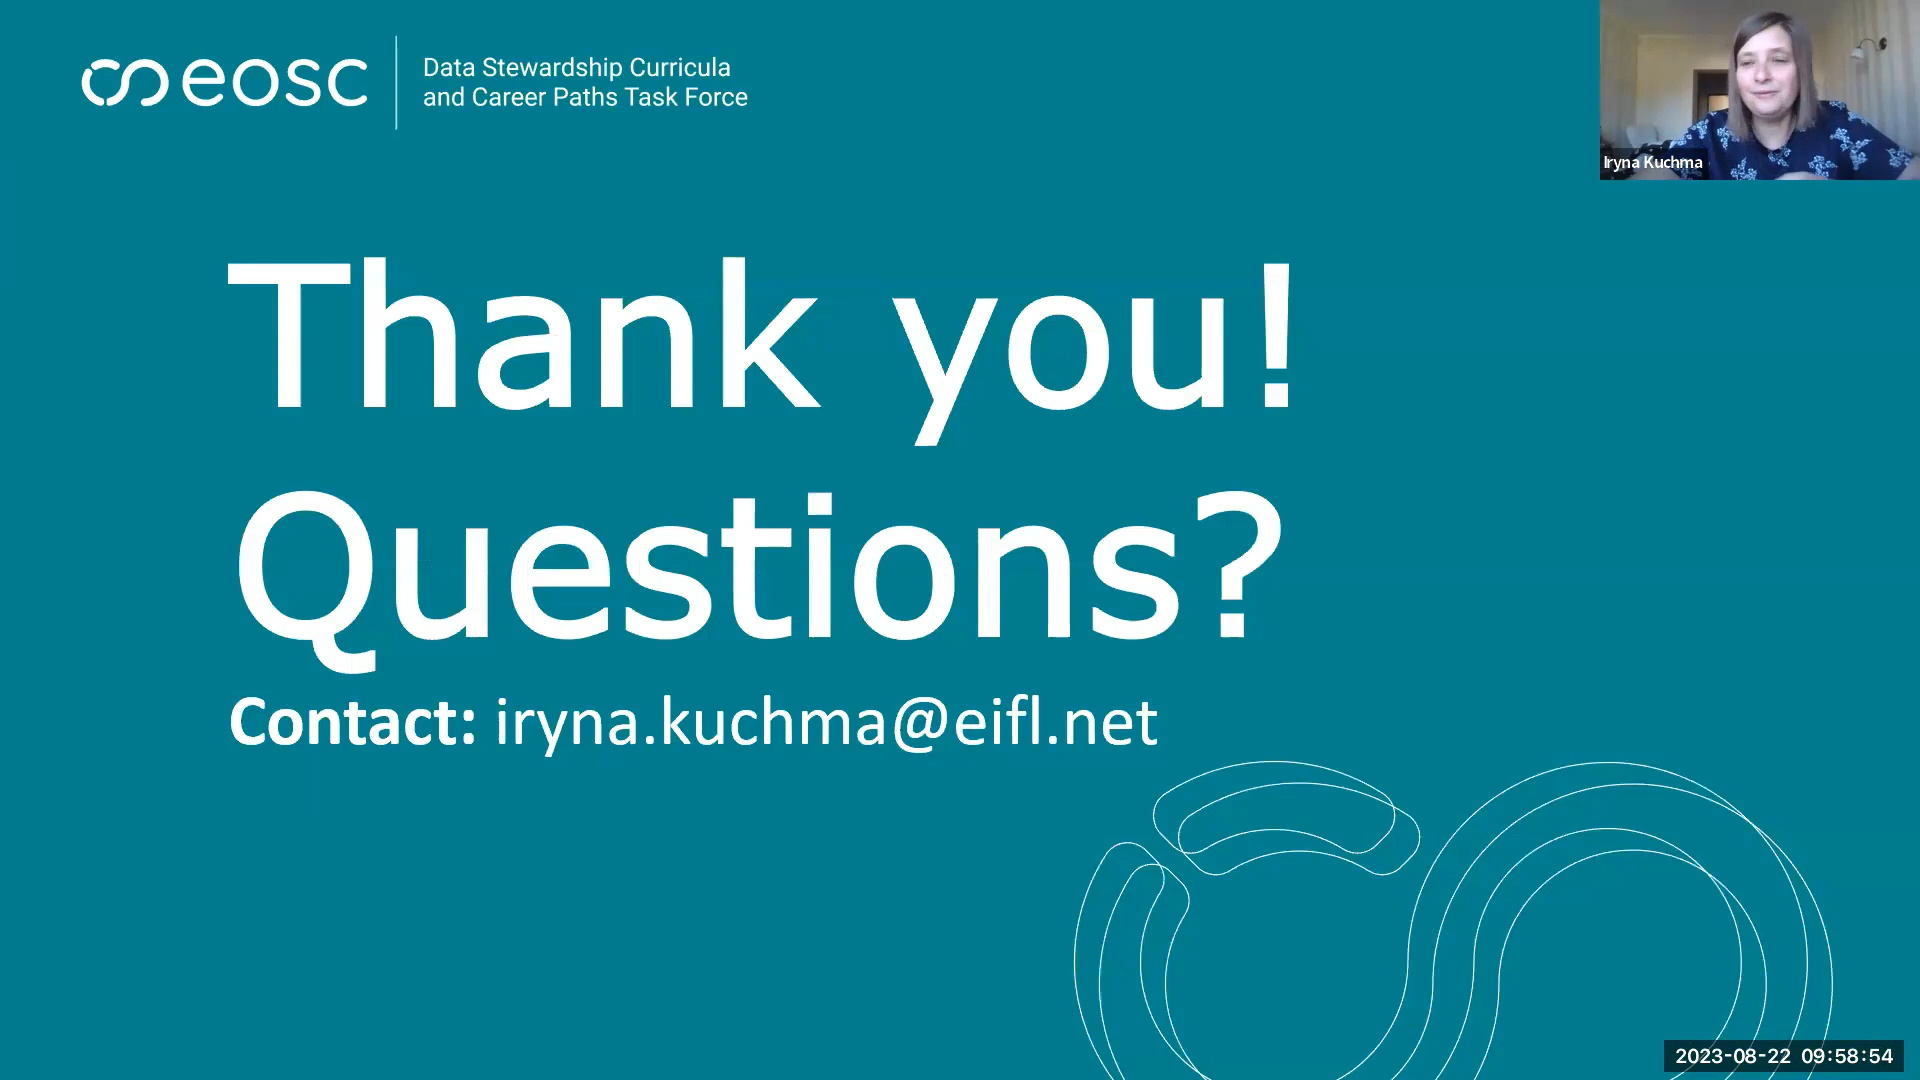 eosc
Data Stewardship Curricula
and Career Paths Task Force
Iryna Kuchma
Thank you!
Questions?
Contact: iryna.kuchma@eifl.net
2023-08-22 09:58:54